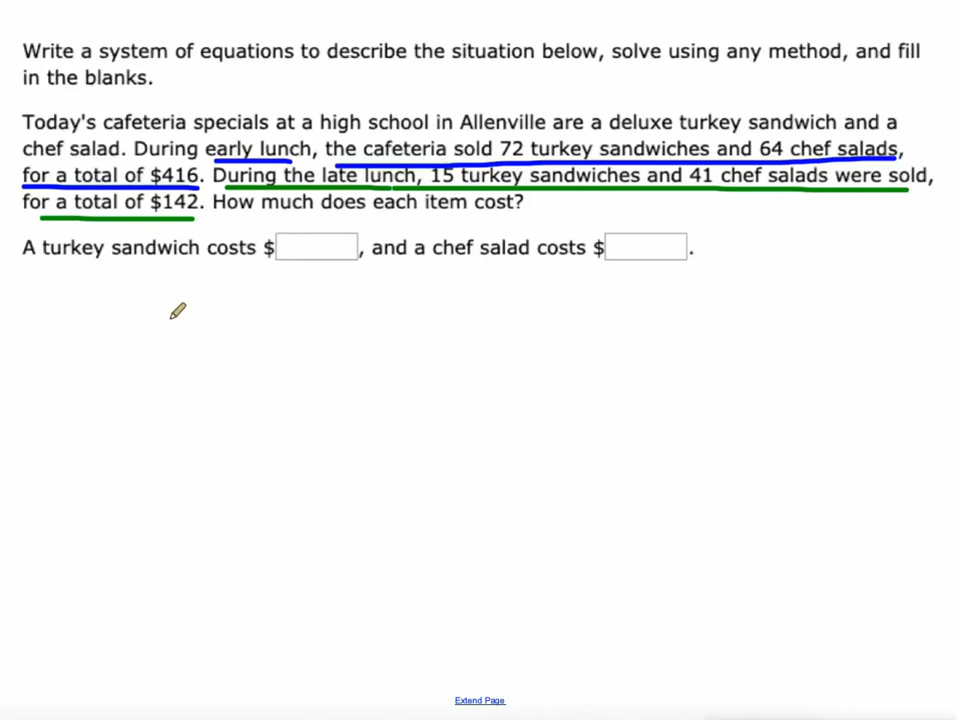 Write a system of equations to describe the situation below, solve using any method, and fill
in the blanks.
Today's cafeteria specials at a high school in Allenville are a deluxe turkey sandwich and a
chef salad. During early lunch, the cafeteria sold 72 turkey sandwiches and 64 chef salads,
for a total of $416. During the late lunch, 15 turkey sandwiches and 41 chef salads were sold,
for a total of $142. How much does each item cost?
A turkey sandwich costs $ , and a chef salad costs $ .
Extend Page